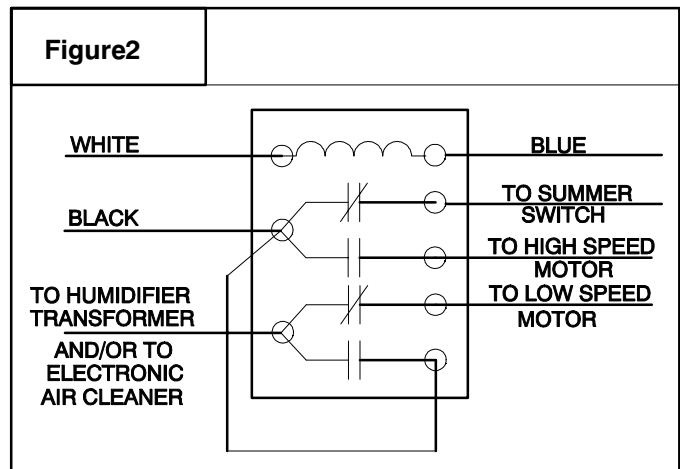 Figure2
WHITE
BLUE
TO SUMMER
SWITCH
BLACK
TO HIGH SPEED
MOTOR
TO LOW SPEED
MOTOR
TO HUMIDIFIER
TRANSFORMER
AND/OR TO
ELECTRONIC
AIR CLEANER